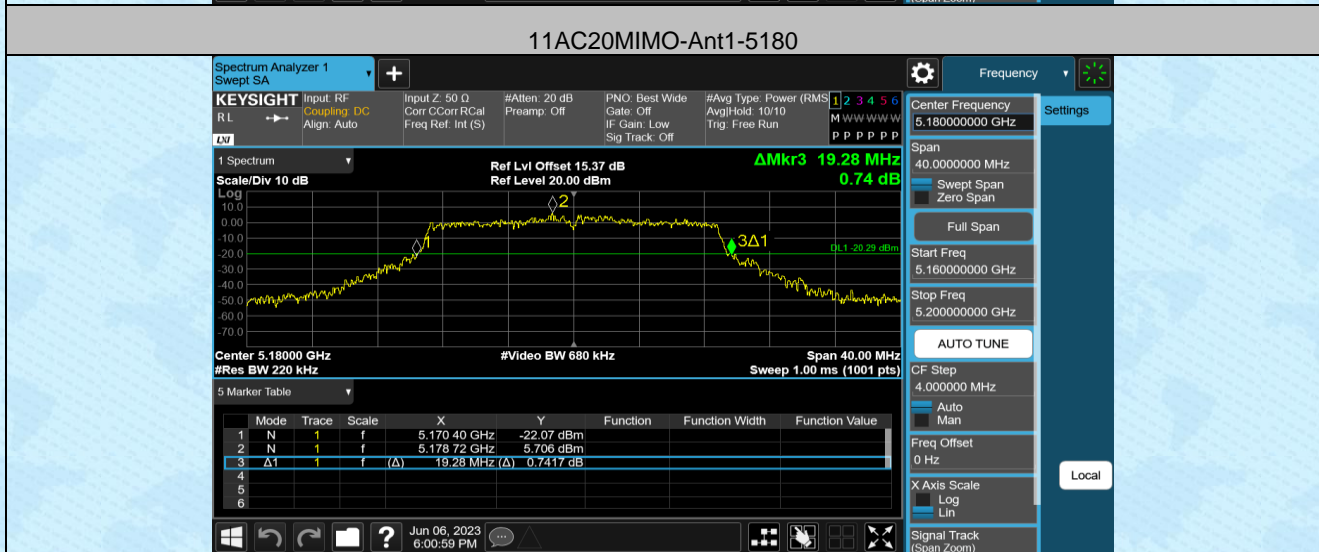 (Span Zoom)
11AC20MIMO-Ant1-5180
Spectrum Analyzer 1
Swept SA
Frequency
KEYSIGHT
R L
LXI
Input: RF
Coupling: DC
Align: Auto
Input Z: 50 Ω
Corr CCorr RCal
Freq Ref: Int (S)
#Atten: 20 dB
Preamp: Off
PNO: Best Wide
Gate: Off
IF Gain: Low
Sig Track: Off
#Avg Type: Power (RMS
Avg|Hold: 10/10
Trig: Free Run
1 2 3 4 5 6
M W W W W W
P P P P P P
1 Spectrum
Scale/Div 10 dB
Ref Lvl Offset 15.37 dB
Ref Level 20.00 dBm
ΔMkr3 19.28 MHz
0.74 dB
Log
10.0
0.00
-10.0
-20.0
-30.0
-40.0
-50.0
-60.0
-70.0
1
2
3Δ1
DL1 -20.29 dBm
Center 5.18000 GHz
#Video BW 680 kHz
Span 40.00 MHz
#Res BW 220 kHz
Sweep 1.00 ms (1001 pts)
5 Marker Table
Mode Trace Scale X Y Function Function Width Function Value
1 N 1 f 5.170 40 GHz -22.07 dBm
2 N 1 f 5.178 72 GHz 5.706 dBm
3 Δ1 1 f (Δ) 19.28 MHz (Δ) 0.7417 dB
4
5
6
?
Jun 06, 2023
6:00:59 PM
Center Frequency
5.180000000 GHz
Settings
Span
40.0000000 MHz
Swept Span
Zero Span
Full Span
Start Freq
5.160000000 GHz
Stop Freq
5.200000000 GHz
AUTO TUNE
CF Step
4.000000 MHz
Auto
Man
Freq Offset
0 Hz
X Axis Scale
Log
Lin
Local
Signal Track
(Span Zoom)